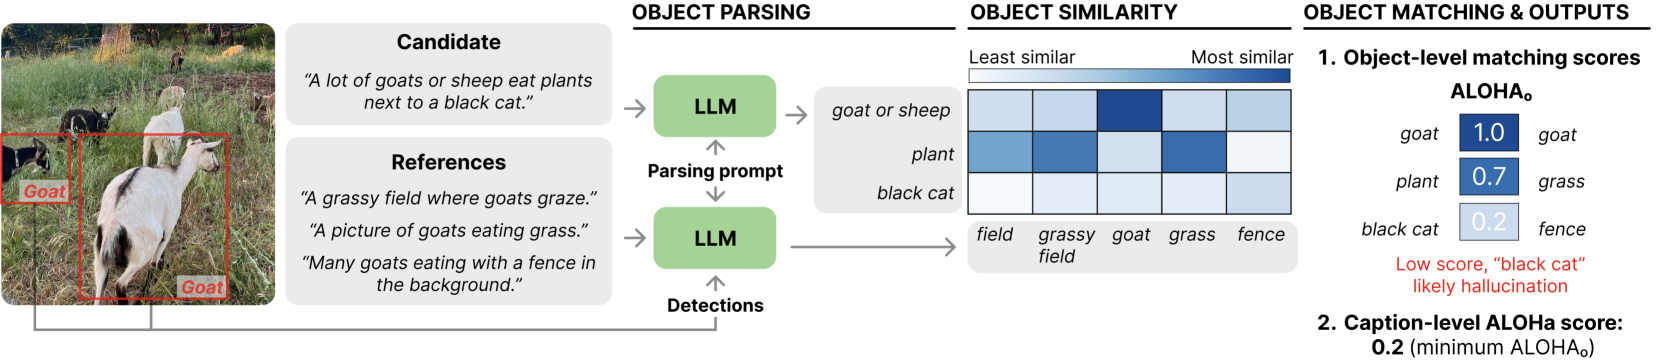 OBJECT PARSING
OBJECT SIMILARITY
OBJECT MATCHING & OUTPUTS
Candidate
“A lot of goats or sheep eat plants
next to a black cat.”
References
“A grassy field where goats graze.”
“A picture of goats eating grass.”
“Many goats eating with a fence in
the background.”
Goat
Goat
LLM
Parsing prompt
LLM
Detections
goat or sheep
plant
black cat
Least similar
Most similar
field
grassy
field
goat
grass
fence
1. Object-level matching scores
ALOHAₒ
goat 1.0 goat
plant 0.7 grass
black cat 0.2 fence
Low score, “black cat”
likely hallucination
2. Caption-level ALOHa score:
0.2 (minimum ALOHAₒ)